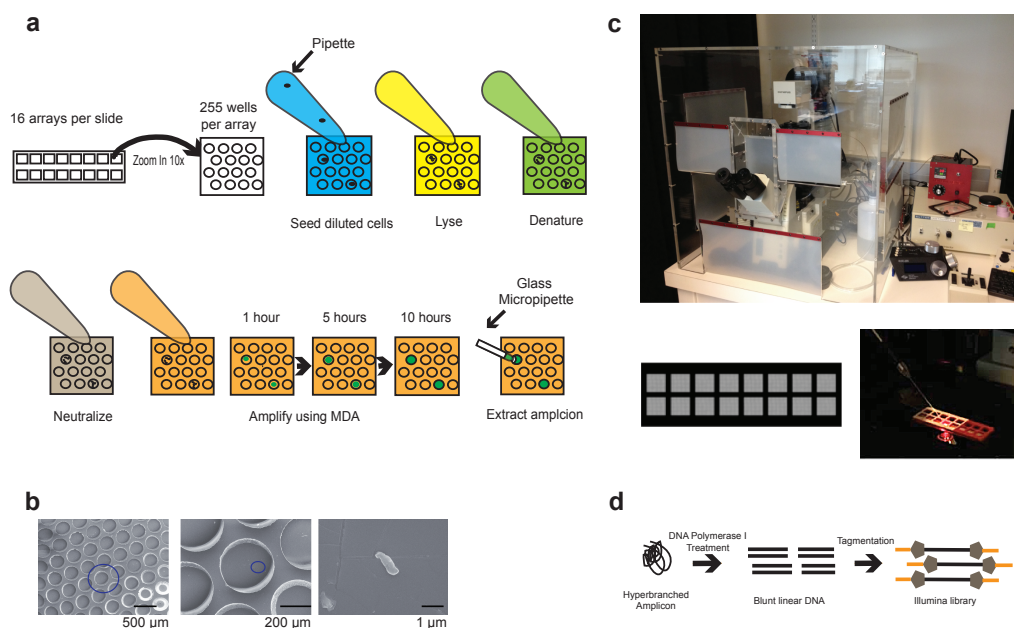 a
Pipette
16 arrays per slide
Zoom In 10x
255 wells
per array
Seed diluted cells
Lyse
Denature
1 hour
5 hours
10 hours
Glass
Micropipette
Neutralize
Amplify using MDA
Extract amplcion
b
500 µm
200 µm
1 µm
c
d
DNA Polymerase I
Treatment
Tagmentation
Hyperbranched
Amplicon
Blunt linear DNA
Illumina library